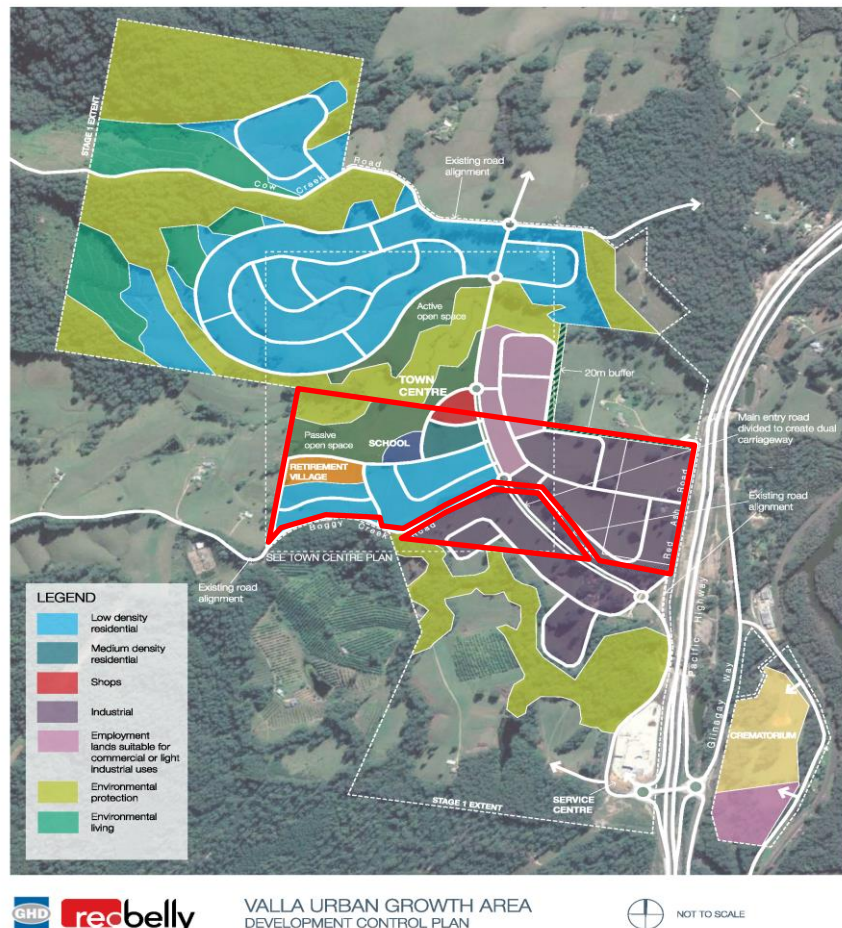 STAGE 1 EXTENT
Cow Creek Road
Existing road
alignment
Active
open space
TOWN
CENTRE
20m buffer
Main entry road
divided to create dual
carriageway
Passive
open space
SCHOOL
RETIREMENT
VILLAGE
Existing road
alignment
Red Ash Road
Boggy Creek Road
SEE TOWN CENTRE PLAN
Existing road
alignment
Pacific Highway
Giinagay Way
CREMATORIUM
SERVICE
CENTRE
STAGE 1 EXTENT
LEGEND
Low density
residential
Medium density
residential
Shops
Industrial
Employment
lands suitable for
commercial or light
industrial uses
Environmental
protection
Environmental
living
GHD
redbelly
VALLA URBAN GROWTH AREA
DEVELOPMENT CONTROL PLAN
NOT TO SCALE